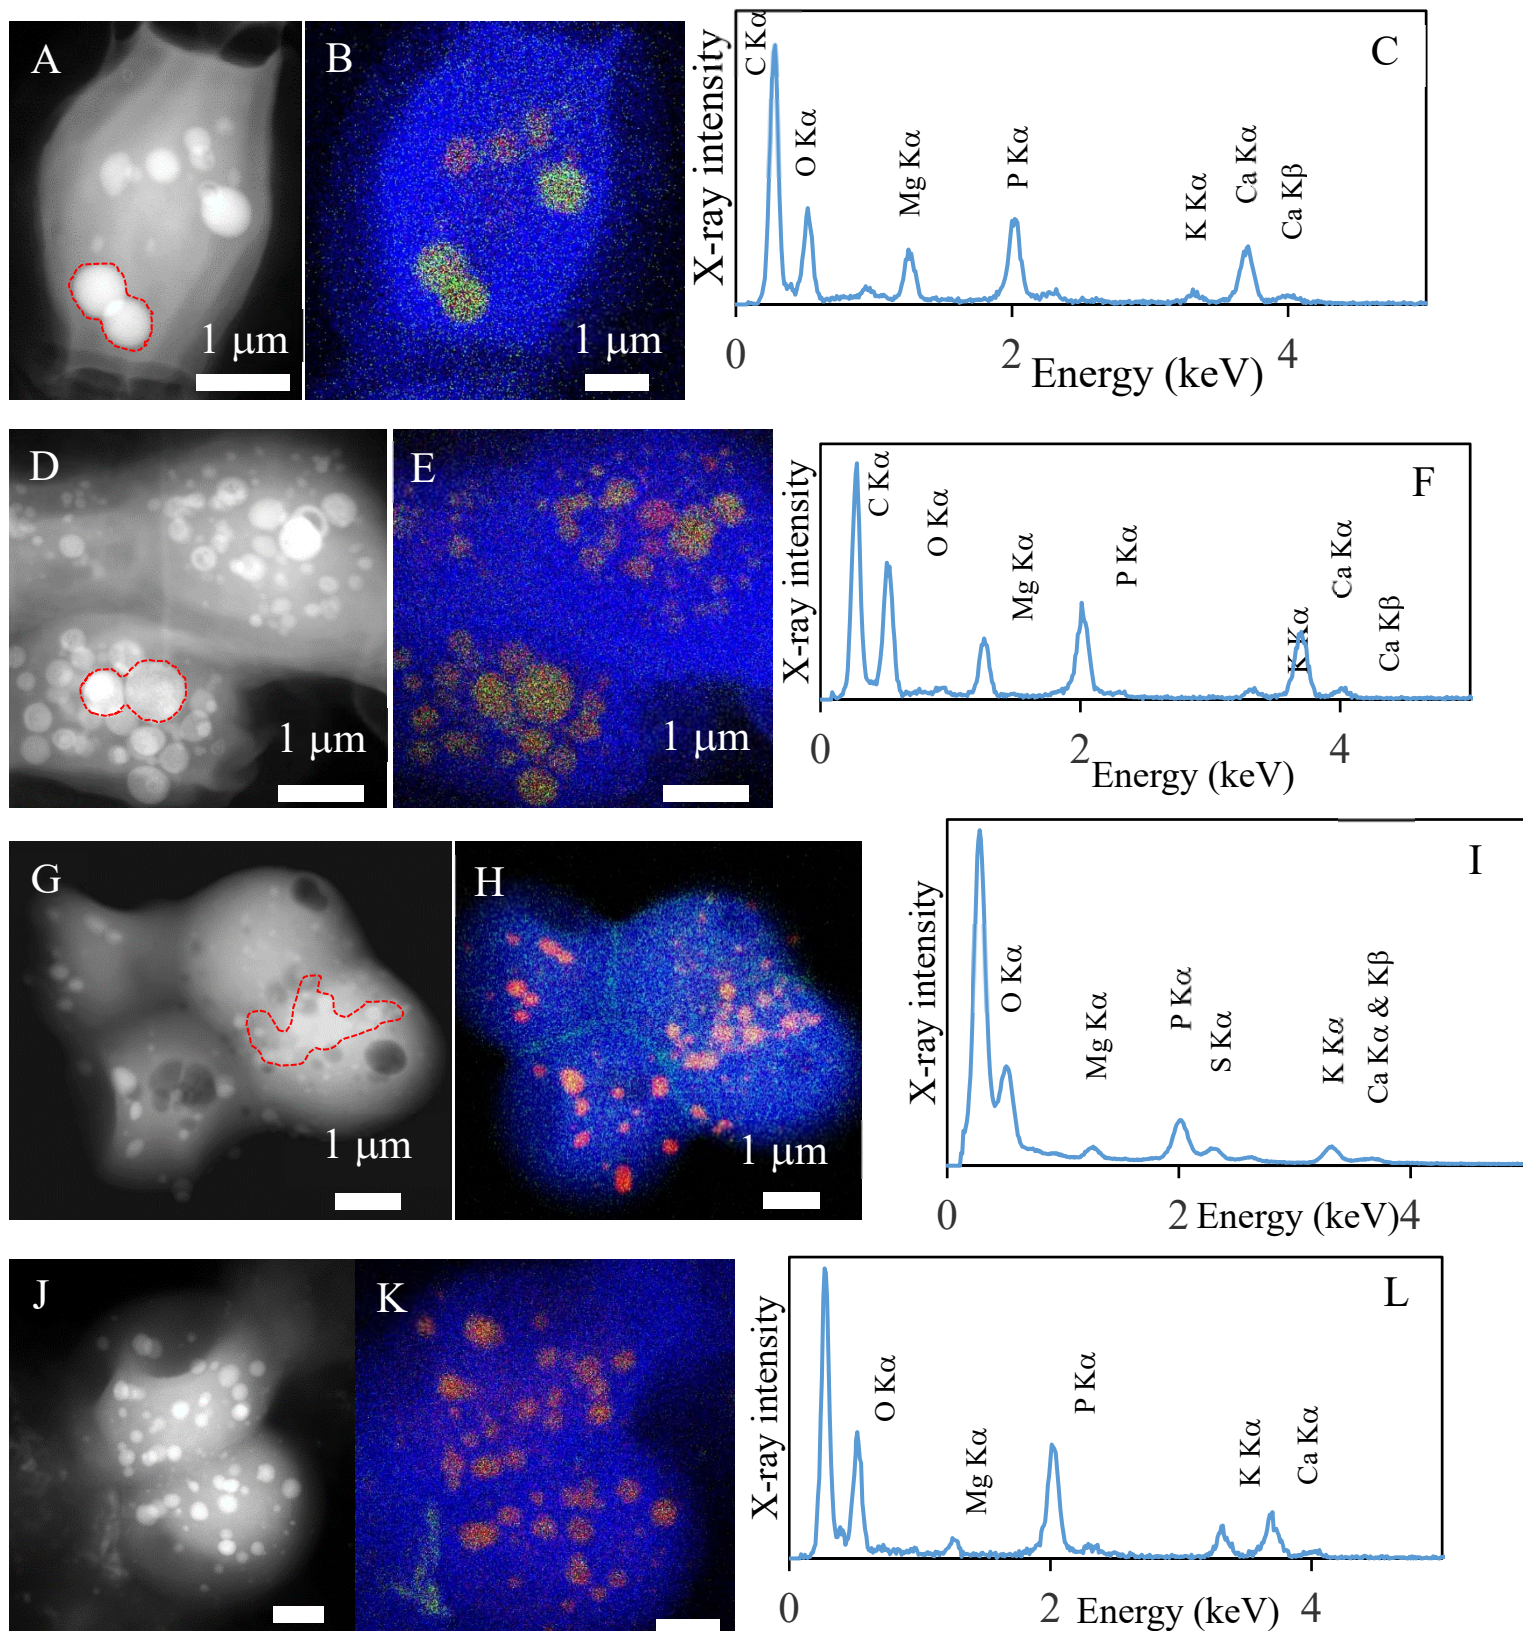 A
1 μm
B
1 μm
C
X-ray intensity
C Kα
O Kα
Mg Kα
P Kα
K Kα
Ca Kα
Ca Kβ
0
2
4
Energy (keV)
D
1 μm
E
1 μm
F
X-ray intensity
C Kα
O Kα
Mg Kα
P Kα
K Kα
Ca Kα
Ca Kβ
0
2
4
Energy (keV)
G
1 μm
H
1 μm
I
X-ray intensity
O Kα
Mg Kα
P Kα
S Kα
K Kα
Ca Kα & Kβ
0
2
Energy (keV)
4
J
K
L
X-ray intensity
O Kα
Mg Kα
P Kα
K Kα
Ca Kα
0
2
Energy (keV)
4